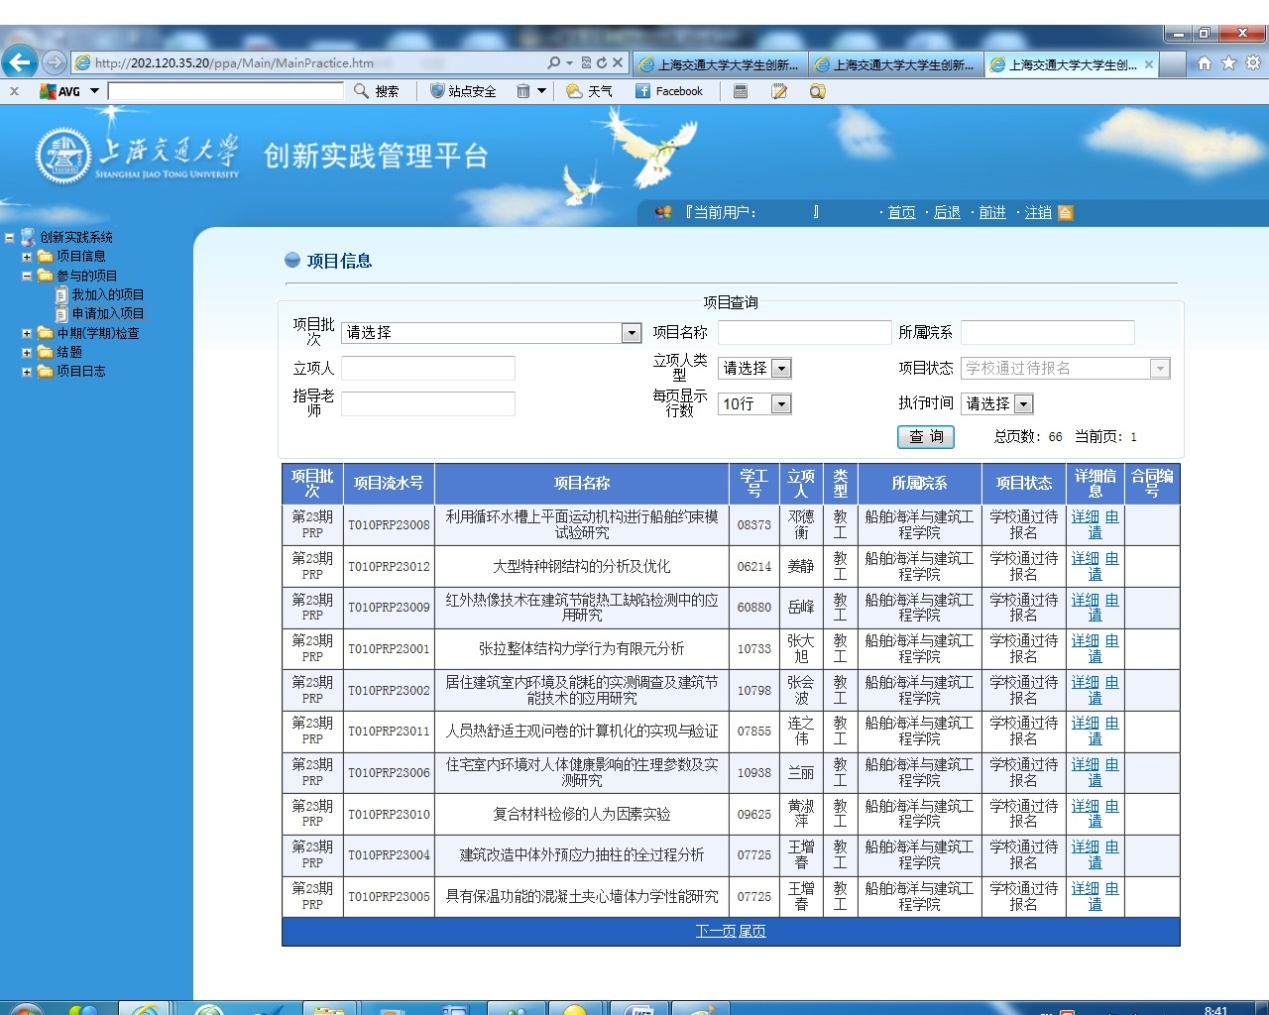 http://202.120.35.20/ppa/Main/MainPractice.htm
上海交通大学大学生创新...
上海交通大学大学生创新...
上海交通大学大学生创... ×
x AVG 搜索 站点安全 天气 Facebook
上海交通大学
SHANGHAI JIAO TONG UNIVERSITY
创新实践管理平台
『当前用户： 』 ·首页 ·后退 ·前进 ·注销
创新实践系统
项目信息
参与的项目
我加入的项目
申请加入项目
中期(学期)检查
结题
项目日志
项目信息
项目查询
项目批次 请选择 项目名称 所属院系
立项人 立项人类型 请选择 项目状态 学校通过待报名
指导老师 每页显示行数 10行 执行时间 请选择
查 询 总页数：66 当前页：1
项目批次 项目流水号 项目名称 学工号 立项人 类型 所属院系 项目状态 详细信息 合同编号
第23期PRP T010PRP23008 利用循环水槽上平面运动机构进行船舶约束模试验研究 08373 邓德衡 教工 船舶海洋与建筑工程学院 学校通过待报名 详细 申请
第23期PRP T010PRP23012 大型特种钢结构的分析及优化 06214 姜静 教工 船舶海洋与建筑工程学院 学校通过待报名 详细 申请
第23期PRP T010PRP23009 红外热像技术在建筑节能热工缺陷检测中的应用研究 60880 岳峰 教工 船舶海洋与建筑工程学院 学校通过待报名 详细 申请
第23期PRP T010PRP23001 张拉整体结构力学行为有限元分析 10733 张大旭 教工 船舶海洋与建筑工程学院 学校通过待报名 详细 申请
第23期PRP T010PRP23002 居住建筑室内环境及能耗的实测调查及建筑节能技术的应用研究 10798 张会波 教工 船舶海洋与建筑工程学院 学校通过待报名 详细 申请
第23期PRP T010PRP23011 人员热舒适主观问卷的计算机化的实现与验证 07855 连之伟 教工 船舶海洋与建筑工程学院 学校通过待报名 详细 申请
第23期PRP T010PRP23006 住宅室内环境对人体健康影响的生理参数及实测研究 10938 兰丽 教工 船舶海洋与建筑工程学院 学校通过待报名 详细 申请
第23期PRP T010PRP23010 复合材料检修的人为因素实验 09625 黄淑萍 教工 船舶海洋与建筑工程学院 学校通过待报名 详细 申请
第23期PRP T010PRP23004 建筑改造中体外预应力抽柱的全过程分析 07725 王增春 教工 船舶海洋与建筑工程学院 学校通过待报名 详细 申请
第23期PRP T010PRP23005 具有保温功能的混凝土夹心墙体力学性能研究 07725 王增春 教工 船舶海洋与建筑工程学院 学校通过待报名 详细 申请
下一页 尾页
8:41